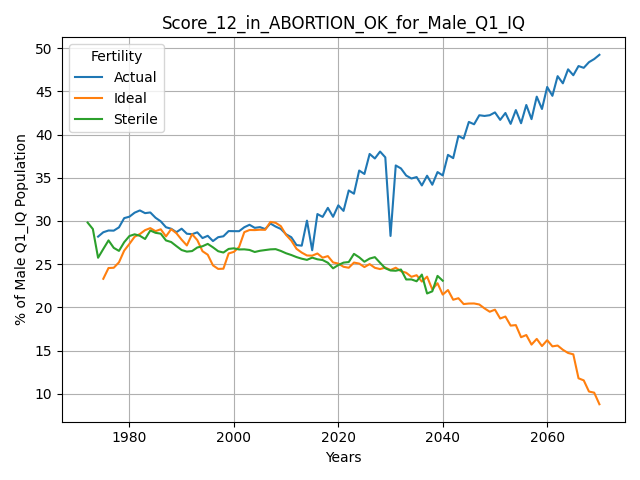 Score_12_in_ABORTION_OK_for_Male_Q1_IQ
Fertility
Actual
Ideal
Sterile
% of Male Q1_IQ Population
50
45
40
35
30
25
20
15
10
1980
2000
2020
2040
2060
Years